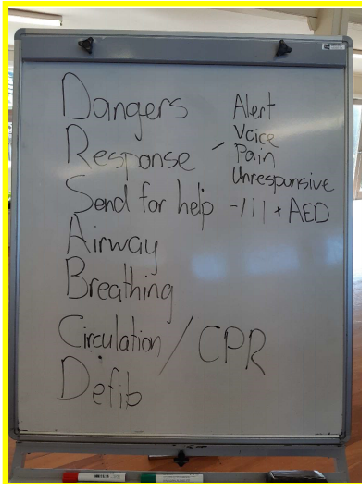 Dangers
Response - Alert
Voice
Pain
Unresponsive
Send for help - 111 + AED
Airway
Breathing
Circulation / CPR
Defib